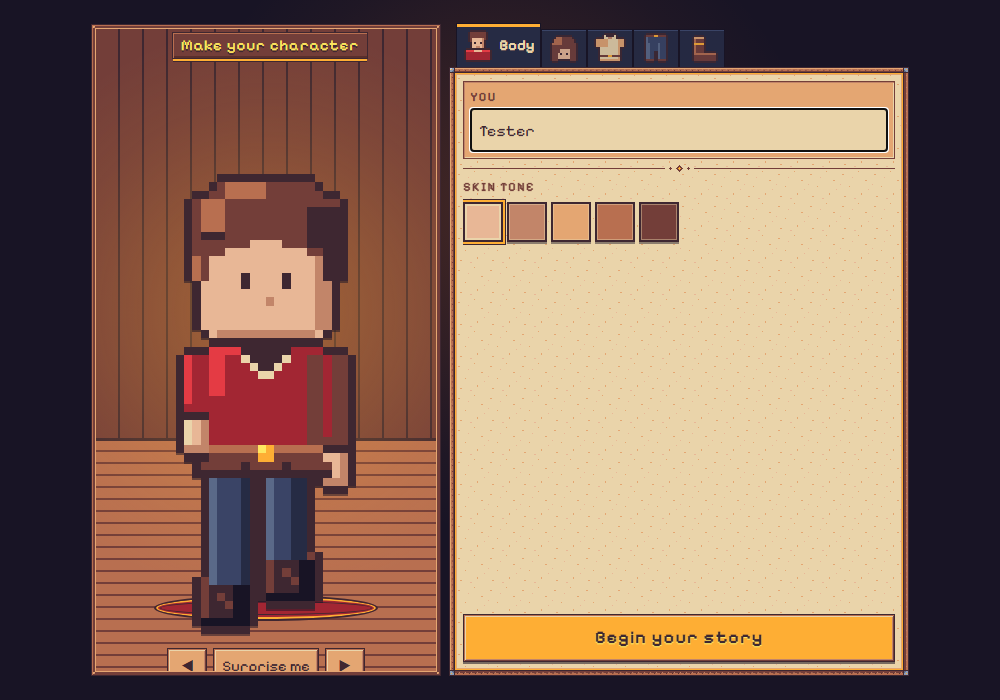 Make your character
Body
YOU
Tester
SKIN TONE
Begin your story
Surprise me